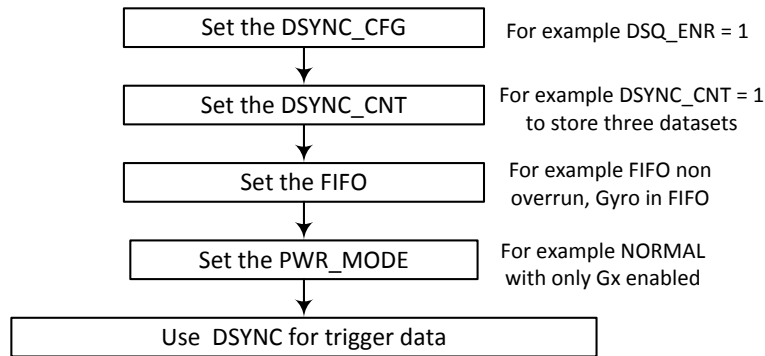 Set the DSYNC_CFG
For example DSQ_ENR = 1
Set the DSYNC_CNT
For example DSYNC_CNT = 1
to store three datasets
Set the FIFO
For example FIFO non
overrun, Gyro in FIFO
Set the PWR_MODE
For example NORMAL
with only Gx enabled
Use DSYNC for trigger data